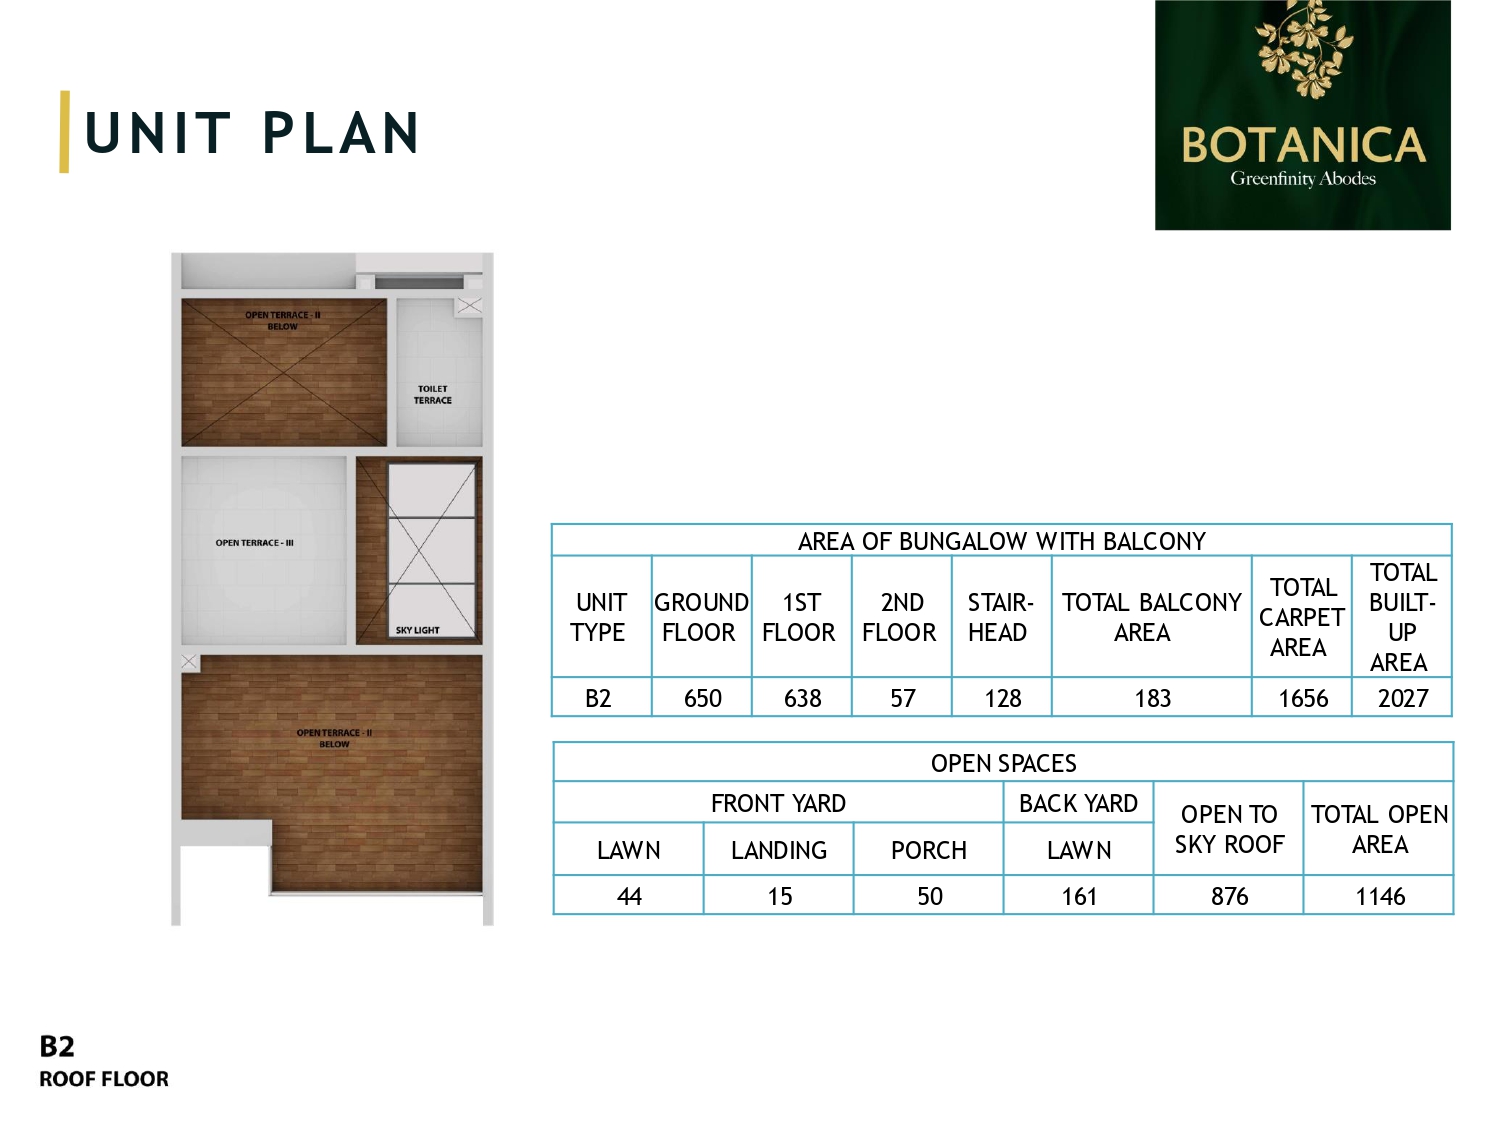 UNIT PLAN
BOTANICA
Greenfinity Abodes
OPEN TERRACE - II
BELOW
TOILET
TERRACE
OPEN TERRACE - III
SKY LIGHT
OPEN TERRACE - II
BELOW
AREA OF BUNGALOW WITH BALCONY
UNIT TYPE GROUND FLOOR 1ST FLOOR 2ND FLOOR STAIR-HEAD TOTAL BALCONY AREA TOTAL CARPET AREA TOTAL BUILT-UP AREA
B2 650 638 57 128 183 1656 2027
OPEN SPACES
FRONT YARD BACK YARD OPEN TO SKY ROOF TOTAL OPEN AREA
LAWN LANDING PORCH LAWN
44 15 50 161 876 1146
B2
ROOF FLOOR